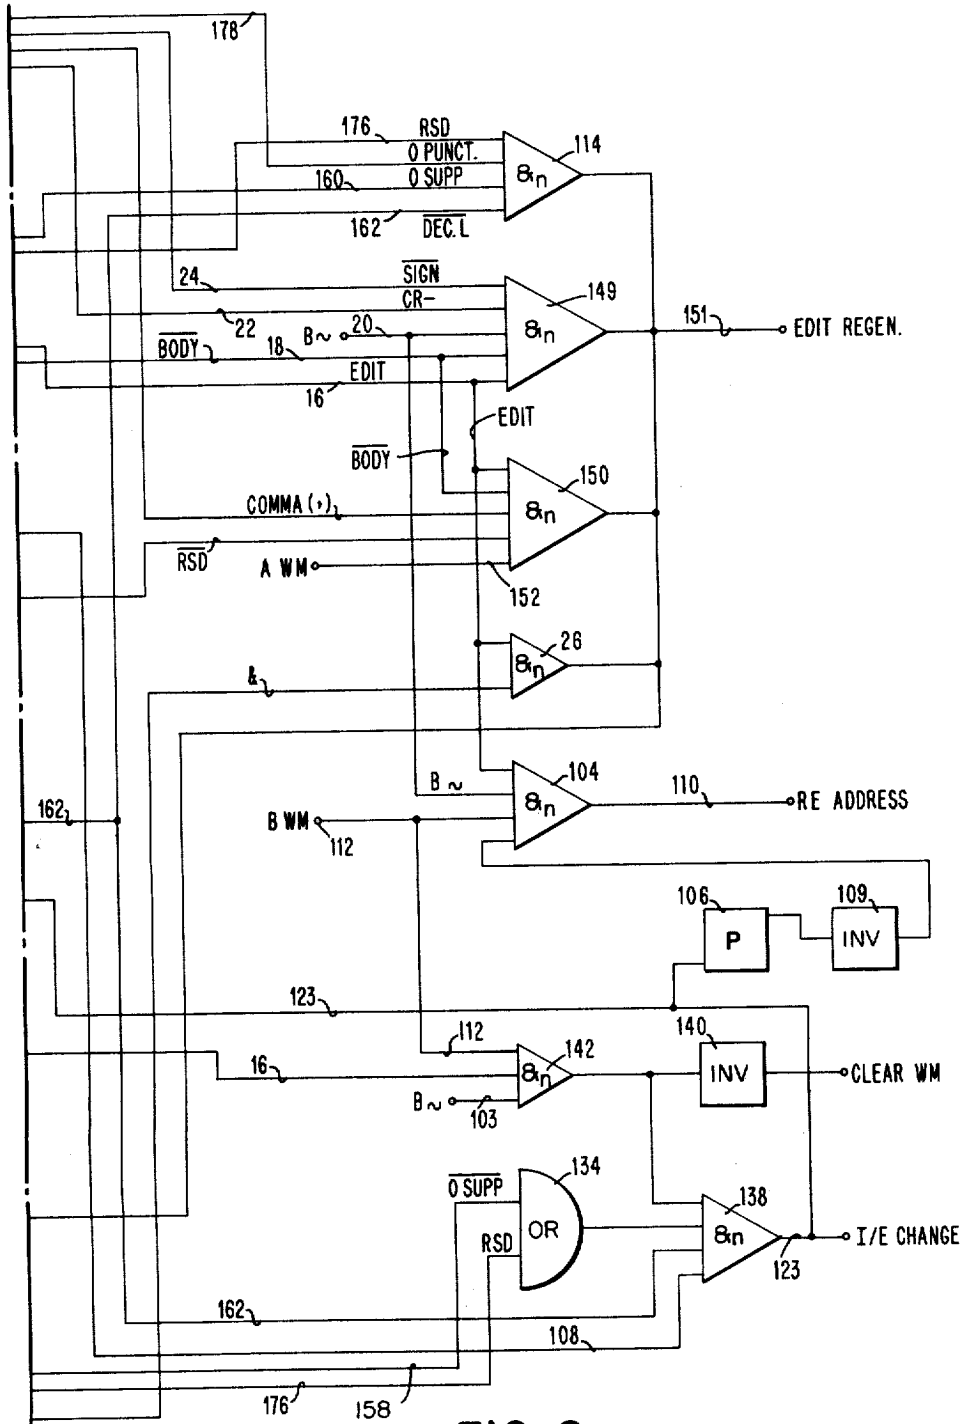 178
176 RSD
114
0 PUNCT.
&n
160 0 SUPP
162 DEC. L
24 SIGN
149
CR-
22
B~ 20
&n
151
EDIT REGEN.
BODY 18
EDIT
16
EDIT
BODY
150
COMMA(,)
&n
RSD
A WM
152
26
&n
&
104
B~
110
RE ADDRESS
162
B WM
&n
112
106
109
P
INV
123
112
140
142
16
&n
INV
CLEAR WM
B~
103
134
0 SUPP
138
OR
RSD
&n
I/E CHANGE
123
162
108
176
158